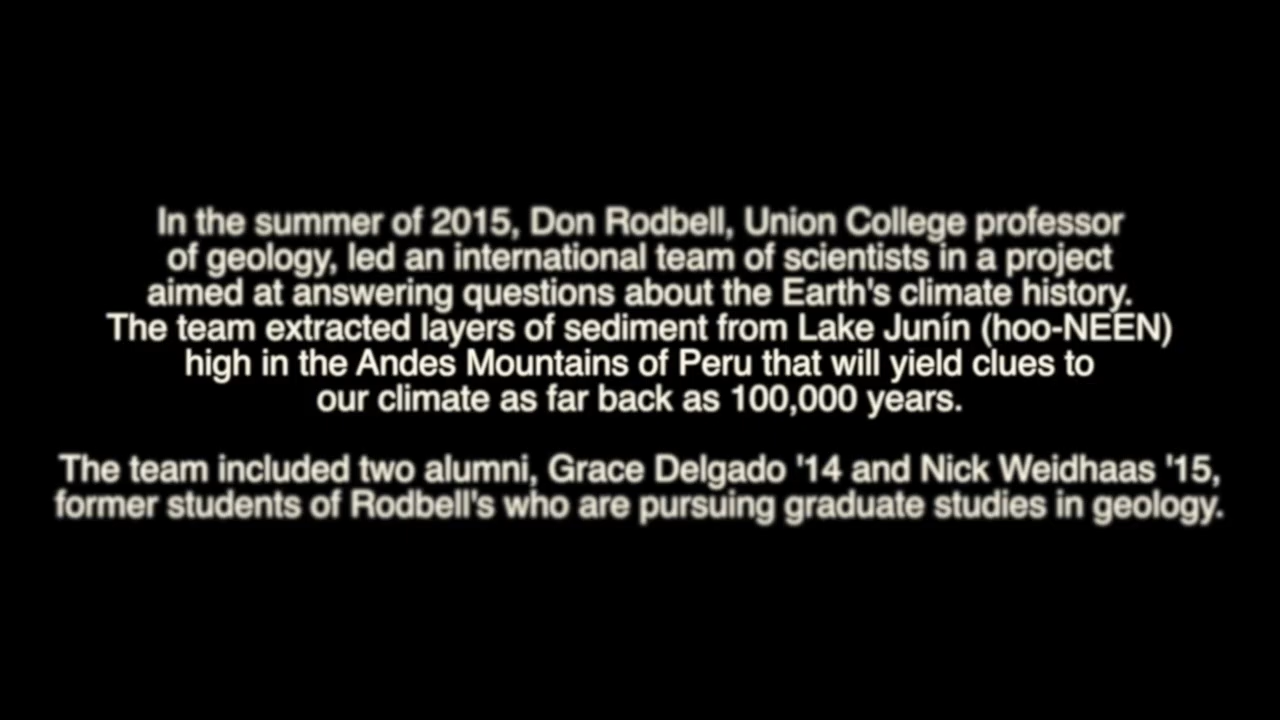 In the summer of 2015, Don Rodbell, Union College professor
of geology, led an international team of scientists in a project
aimed at answering questions about the Earth's climate history.
The team extracted layers of sediment from Lake Junín (hoo-NEEN)
high in the Andes Mountains of Peru that will yield clues to
our climate as far back as 100,000 years.
The team included two alumni, Grace Delgado '14 and Nick Weidhaas '15,
former students of Rodbell's who are pursuing graduate studies in geology.